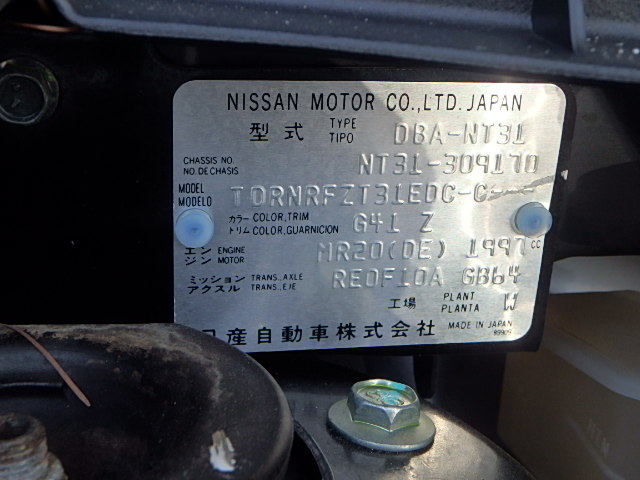 NISSAN MOTOR CO.,LTD. JAPAN
型式 TYPE TIPO DBA-NT31
CHASSIS NO. NO.DE CHASIS NT31-309170
MODEL MODELO TDRNRFZT31EDC-C---
カラー COLOR,TRIM トリム COLOR,GUARNICION G41 Z
エンジン ENGINE MOTOR MR20(DE) 1997 CC
ミッション アクスル TRANS.,AXLE TRANS.,EJE RE0F10A GB64
工場 PLANT PLANTA W
日産自動車株式会社 MADE IN JAPAN